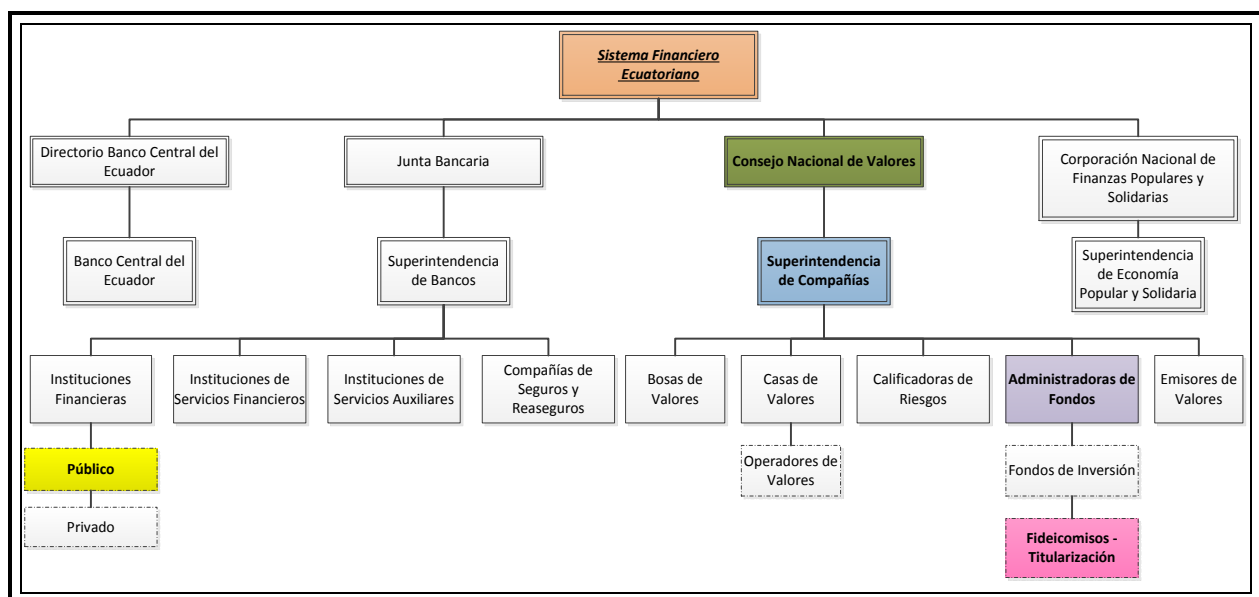 Sistema Financiero
Ecuatoriano
Directorio Banco Central del
Ecuador
Junta Bancaria
Consejo Nacional de Valores
Corporación Nacional de
Finanzas Populares y
Solidarias
Banco Central del
Ecuador
Superintendencia
de Bancos
Superintendencia
de Compañías
Superintendencia
de Economía
Popular y Solidaria
Instituciones
Financieras
Instituciones de
Servicios Financieros
Instituciones de
Servicios Auxiliares
Compañías de
Seguros y
Reaseguros
Bosas de
Valores
Casas de
Valores
Calificadoras de
Riesgos
Administradoras de
Fondos
Emisores de
Valores
Público
Operadores de
Valores
Fondos de Inversión
Privado
Fideicomisos -
Titularización